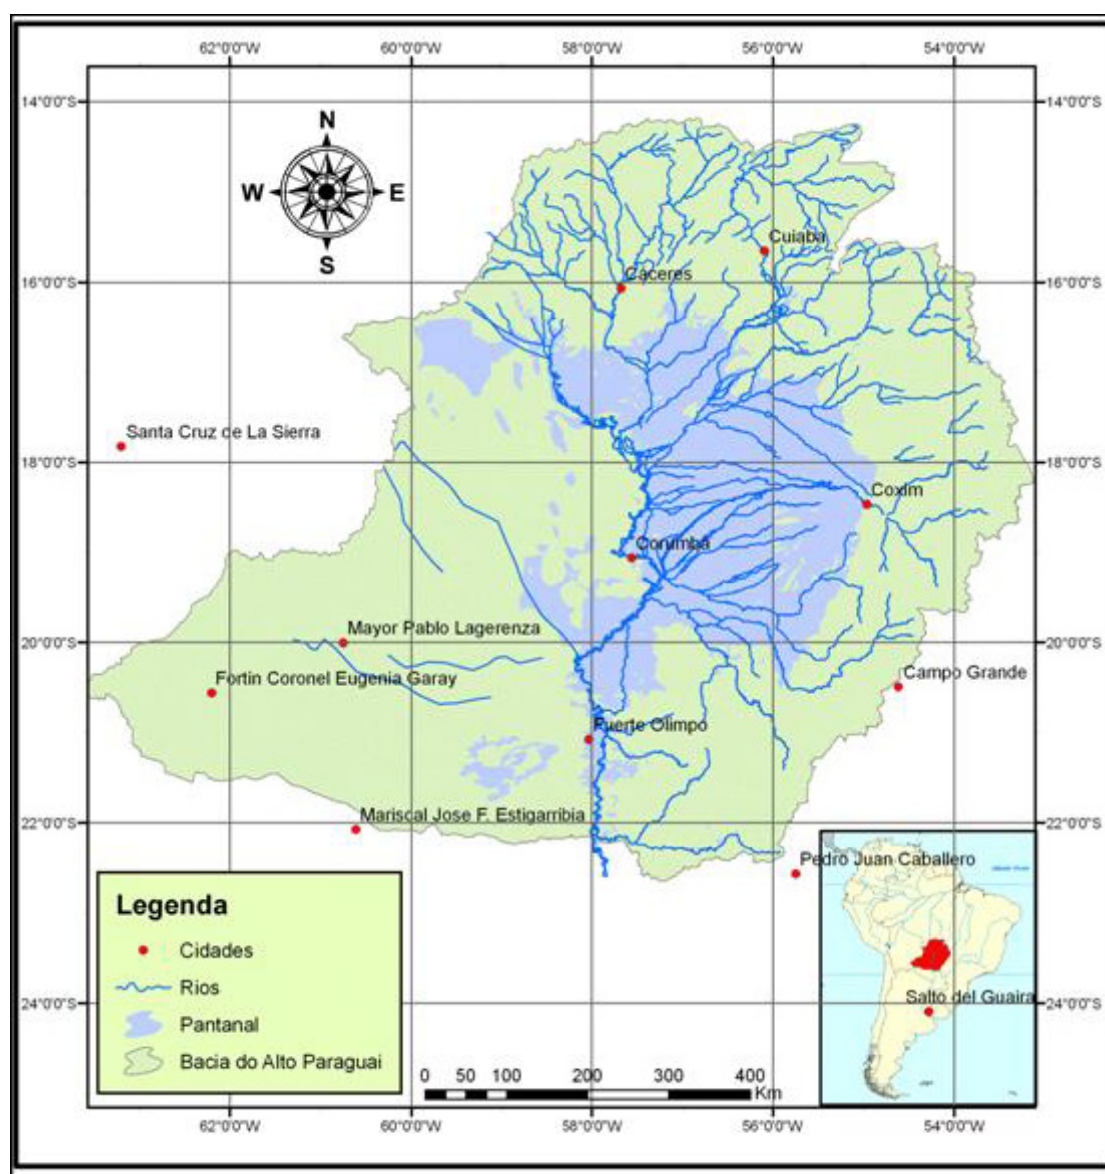 62°0'0"W 60°0'0"W 58°0'0"W 56°0'0"W 54°0'0"W
14°0'0"S 14°0'0"S
N
W E
S
Cuiaba
Cáceres
16°0'0"S 16°0'0"S
Santa Cruz de La Sierra
18°0'0"S 18°0'0"S
Coxim
Corumbá
Mayor Pablo Lagerenza
20°0'0"S 20°0'0"S
Fortin Coronel Eugenia Garay
Campo Grande
Fuerte Olimpo
Mariscal Jose F. Estigarribia
22°0'0"S 22°0'0"S
Pedro Juan Caballero
Legenda
Cidades
Rios
Pantanal
Bacia do Alto Paraguai
Salto del Guaira
24°0'0"S 24°0'0"S
0 50 100 200 300 400
Km
62°0'0"W 60°0'0"W 58°0'0"W 56°0'0"W 54°0'0"W